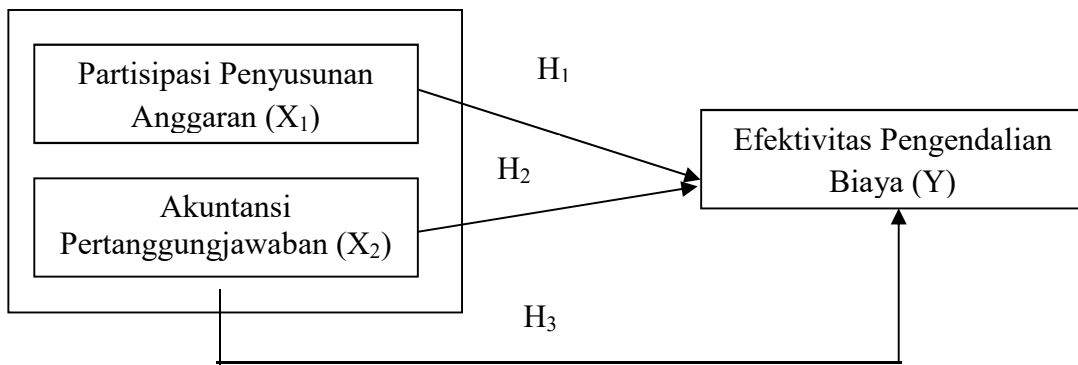 Partisipasi Penyusunan
Anggaran (X₁)
H₁
Efektivitas Pengendalian
Biaya (Y)
H₂
Akuntansi
Pertanggungjawaban (X₂)
H₃